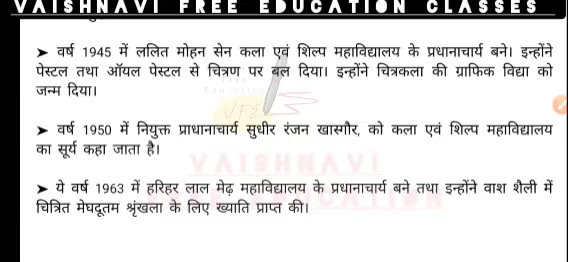 VAISHNAVI FREE EDUCATION CLASSES
➤ वर्ष 1945 में ललित मोहन सेन कला एवं शिल्प महाविद्यालय के प्रधानाचार्य बने। इन्होंने
पेस्टल तथा ऑयल पेस्टल से चित्रण पर बल दिया। इन्होंने चित्रकला की ग्राफिक विद्या को
जन्म दिया।
➤ वर्ष 1950 में नियुक्त प्राधानाचार्य सुधीर रंजन खास्गौर, को कला एवं शिल्प महाविद्यालय
का सूर्य कहा जाता है।
VAISHNAVI
➤ ये वर्ष 1963 में हरिहर लाल मेढ़ महाविद्यालय के प्रधानाचार्य बने तथा इन्होंने वाश शैली में
चित्रित मेघदूतम श्रृंखला के लिए ख्याति प्राप्त की।